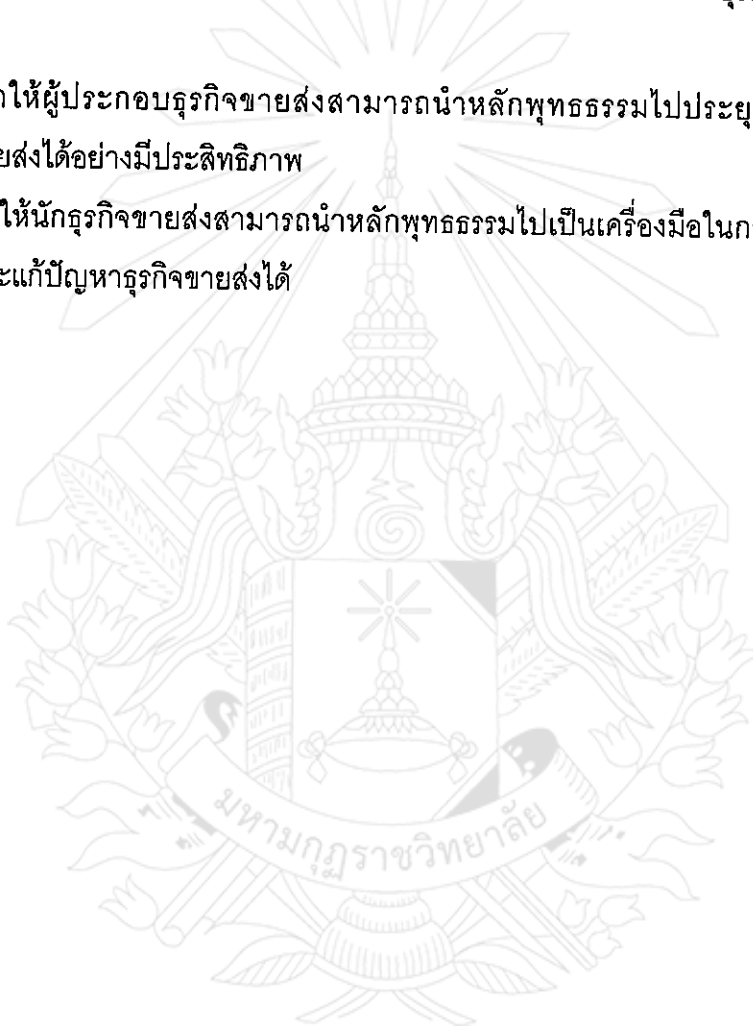 ให้ผู้ประกอบธุรกิจขายส่งสามารถนำหลักพุทธธรรมไปประยุ
ยส่งได้อย่างมีประสิทธิภาพ
ให้นักธุรกิจขายส่งสามารถนำหลักพุทธธรรมไปเป็นเครื่องมือในก
ะแก้ปัญหาธุรกิจขายส่งได้
มหามกุฏราชวิทยาลัย